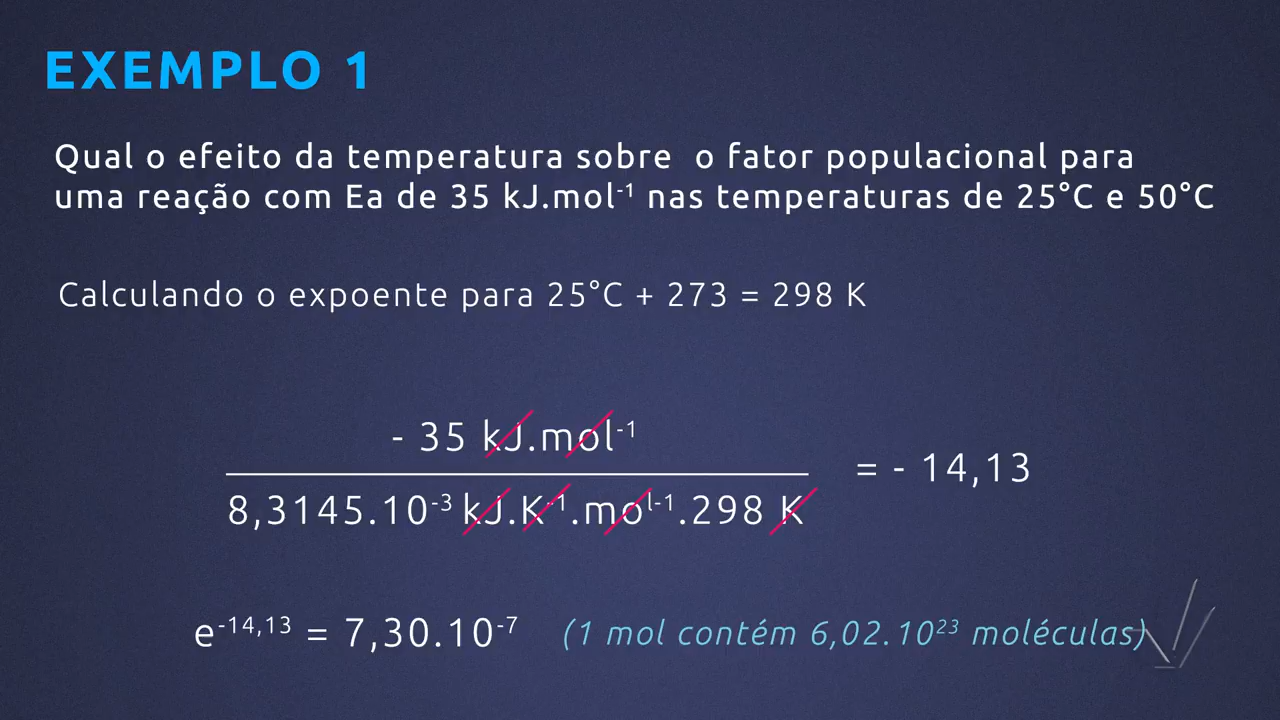 EXEMPLO 1
Qual o efeito da temperatura sobre o fator populacional para
uma reação com Ea de 35 kJ.mol⁻¹ nas temperaturas de 25°C e 50°C
Calculando o expoente para 25°C + 273 = 298 K
- 35 kJ.mol⁻¹
= - 14,13
8,3145.10⁻³ kJ.K⁻¹.mol⁻¹.298 K
e⁻¹⁴,¹³ = 7,30.10⁻⁷ (1 mol contém 6,02.10²³ moléculas)